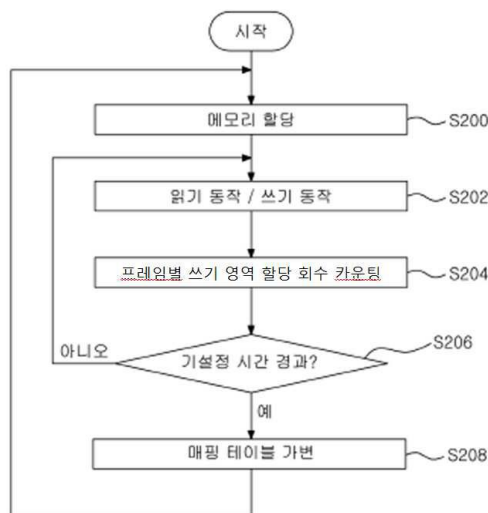 시작
메모리 할당
S200
읽기 동작 / 쓰기 동작
S202
프레임별 쓰기 영역 할당 회수 카운팅
S204
기설정 시간 경과?
S206
아니오
예
매핑 테이블 가변
S208